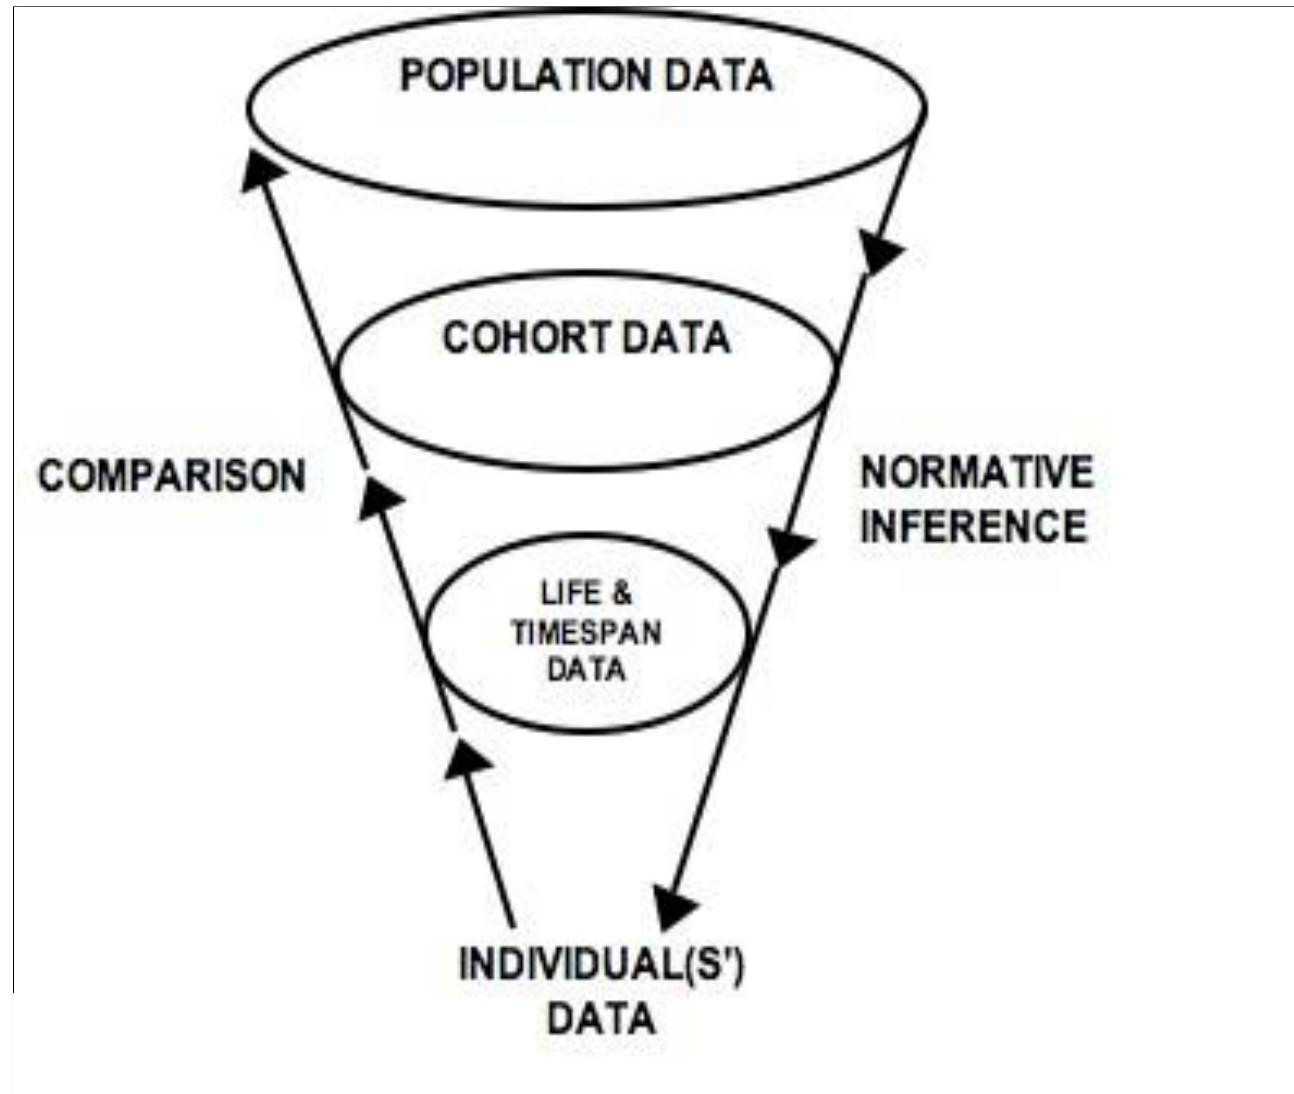 POPULATION DATA
COHORT DATA
COMPARISON
NORMATIVE
INFERENCE
LIFE &
TIMESPAN
DATA
INDIVIDUAL(S')
DATA